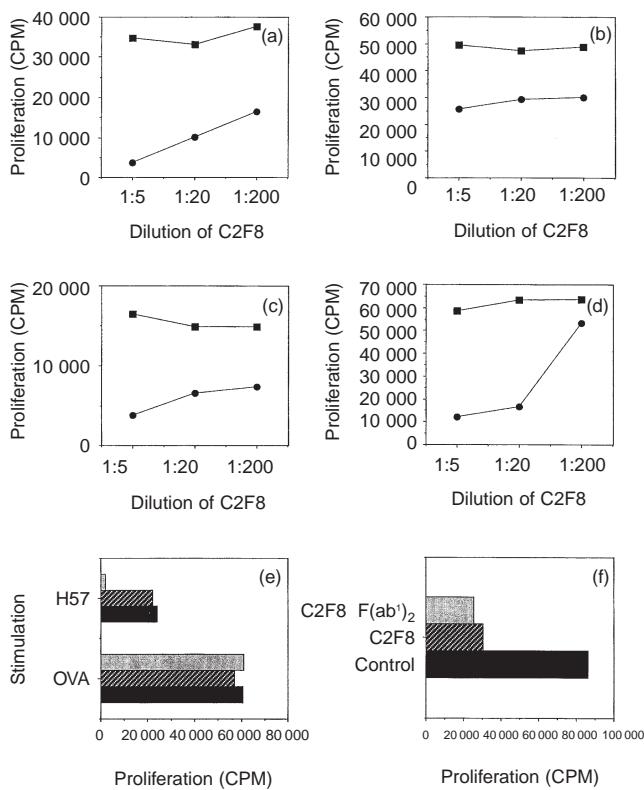 (a)
Proliferation (CPM)
40 000
30 000
20 000
10 000
0
1:5 1:20 1:200
Dilution of C2F8
(b)
Proliferation (CPM)
60 000
50 000
40 000
30 000
20 000
10 000
0
1:5 1:20 1:200
Dilution of C2F8
(c)
Proliferation (CPM)
20 000
10 000
0
1:5 1:20 1:200
Dilution of C2F8
(d)
Proliferation (CPM)
70 000
60 000
50 000
40 000
30 000
20 000
10 000
0
1:5 1:20 1:200
Dilution of C2F8
(e)
Stimulation
H57
OVA
0 20 000 40 000 60 000 80 000
Proliferation (CPM)
(f)
C2F8 F(ab¹)₂
C2F8
Control
0 20 000 40 000 60 000 80 000 100 000
Proliferation (CPM)